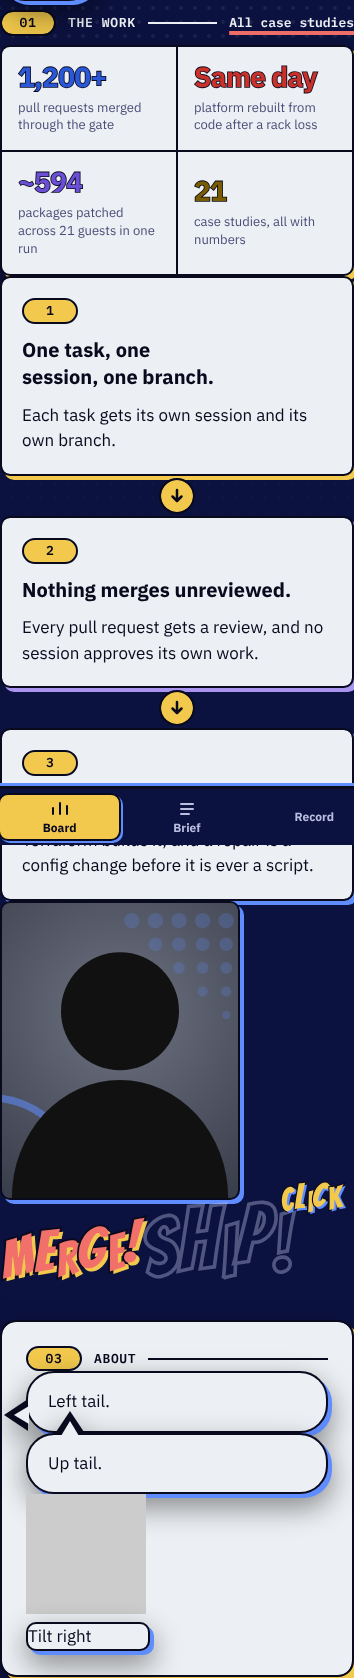 01 THE WORK All case studies
1,200+
pull requests merged
through the gate
Same day
platform rebuilt from
code after a rack loss
~594
packages patched
across 21 guests in one
run
21
case studies, all with
numbers
1
One task, one
session, one branch.
Each task gets its own session and its
own branch.
2
Nothing merges unreviewed.
Every pull request gets a review, and no
session approves its own work.
3
Board
Brief
Record
config change before it is ever a script.
CLICK
MERGE! SHIP!
03 ABOUT
Left tail.
Up tail.
Tilt right